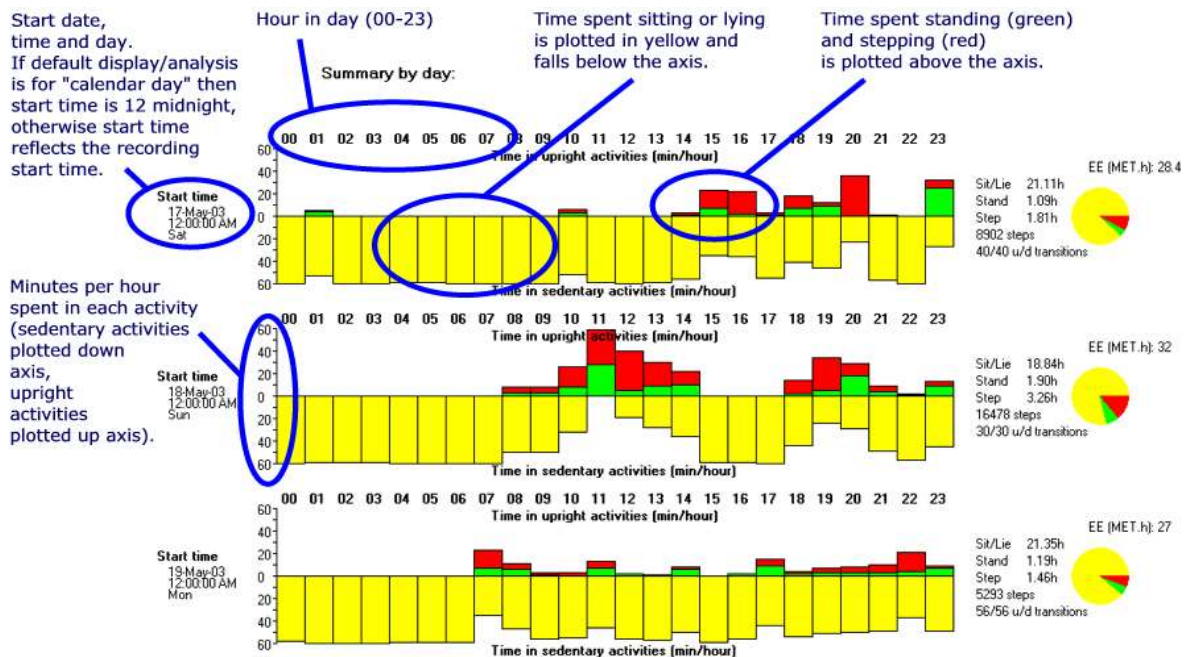 Start date,
time and day.
If default display/analysis
is for "calendar day" then
start time is 12 midnight,
otherwise start time
reflects the recording
start time.
Hour in day (00-23)
Time spent sitting or lying
is plotted in yellow and
falls below the axis.
Time spent standing (green)
and stepping (red)
is plotted above the axis.
Summary by day:
00 01 02 03 04 05 06 07 08 09 10 11 12 13 14 15 16 17 18 19 20 21 22 23
Time in upright activities (min/hour)
60
40
20
0
20
40
60
Start time
17-May-03
12:00:00 AM
Sat
Time in sedentary activities (min/hour)
EE (MET.h): 28.4
Sit/Lie 21.11h
Stand 1.09h
Step 1.81h
8902 steps
40/40 u/d transitions
Minutes per hour
spent in each activity
(sedentary activities
plotted down
axis,
upright
activities
plotted up axis).
00 01 02 03 04 05 06 07 08 09 10 11 12 13 14 15 16 17 18 19 20 21 22 23
Time in upright activities (min/hour)
60
40
20
0
20
40
60
Start time
18-May-03
12:00:00 AM
Sun
Time in sedentary activities (min/hour)
EE (MET.h): 32
Sit/Lie 18.84h
Stand 1.90h
Step 3.26h
16478 steps
30/30 u/d transitions
00 01 02 03 04 05 06 07 08 09 10 11 12 13 14 15 16 17 18 19 20 21 22 23
Time in upright activities (min/hour)
60
40
20
0
20
40
60
Start time
19-May-03
12:00:00 AM
Mon
Time in sedentary activities (min/hour)
EE (MET.h): 27
Sit/Lie 21.35h
Stand 1.19h
Step 1.46h
5293 steps
56/56 u/d transitions